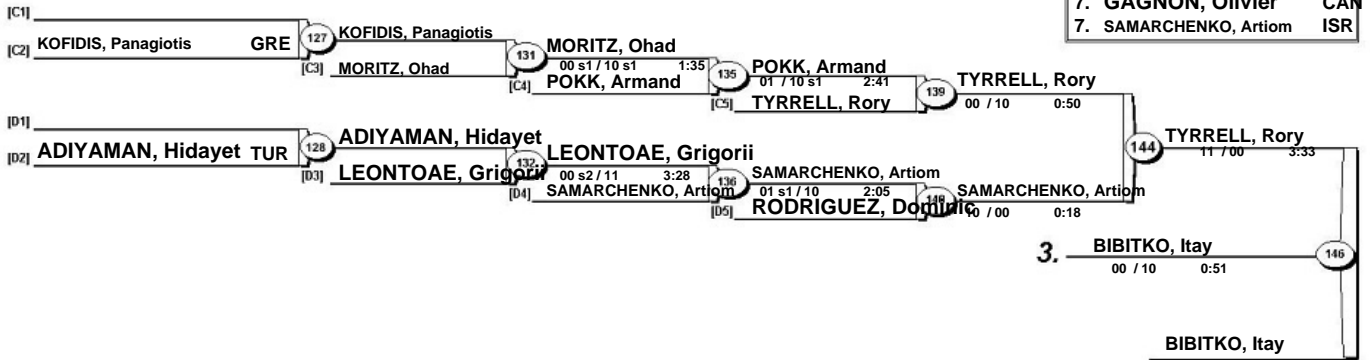 7. GAGNON, Olivier CAN
7. SAMARCHENKO, Artiom ISR
[C1]
[C2] KOFIDIS, Panagiotis GRE
127
KOFIDIS, Panagiotis
[C3] MORITZ, Ohad
131
MORITZ, Ohad
00 s1 / 10 s1 1:35
[C4] POKK, Armand
135
POKK, Armand
01 / 10 s1 2:41
[C5] TYRRELL, Rory
139
TYRRELL, Rory
00 / 10 0:50
[D1]
[D2] ADIYAMAN, Hidayet TUR
128
ADIYAMAN, Hidayet
[D3] LEONTOAE, Grigorii
132
LEONTOAE, Grigorii
00 s2 / 11 3:28
[D4] SAMARCHENKO, Artiom
136
SAMARCHENKO, Artiom
01 s1 / 10 2:05
[D5] RODRIGUEZ, Dominic
SAMARCHENKO, Artiom
10 / 00 0:18
144
TYRRELL, Rory
11 / 00 3:33
3. BIBITKO, Itay
00 / 10 0:51
146
BIBITKO, Itay